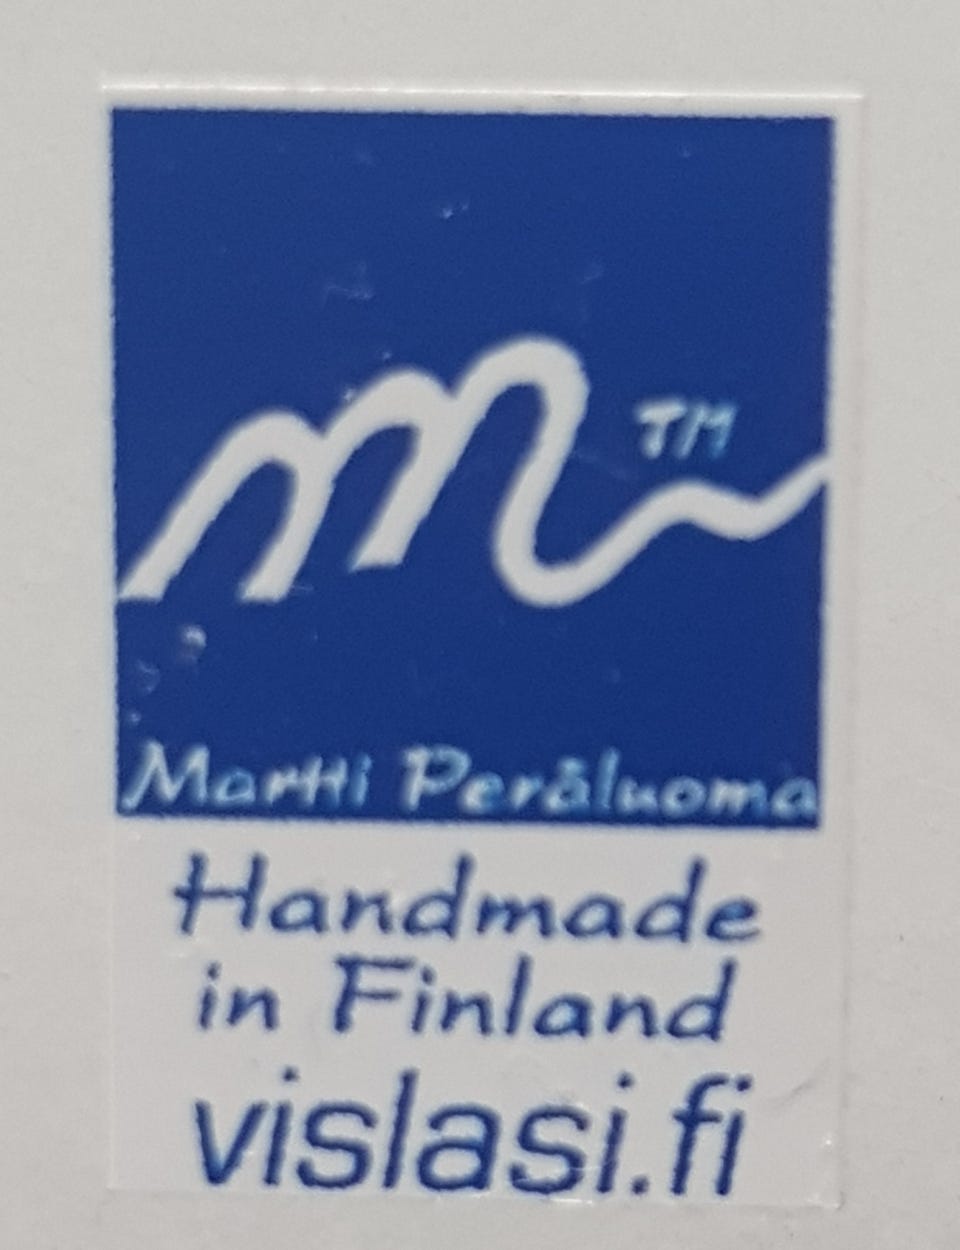 m
TM
Martti Peräluoma
Handmade
in Finland
vislasi.fi